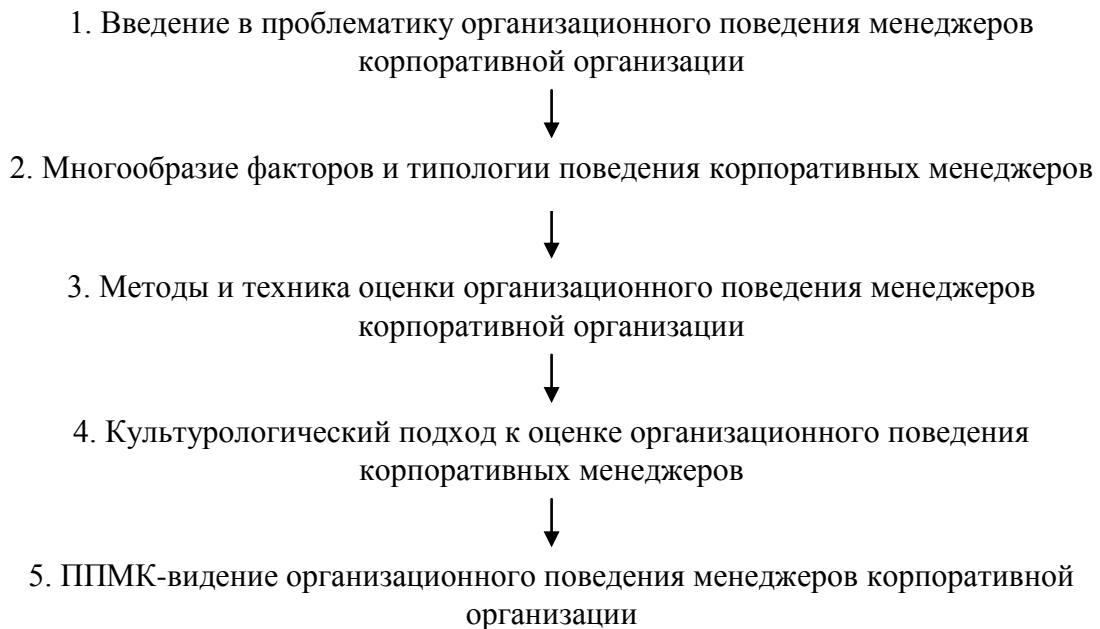 1. Введение в проблематику организационного поведения менеджеров
корпоративной организации
2. Многообразие факторов и типологии поведения корпоративных менеджеров
3. Методы и техника оценки организационного поведения менеджеров
корпоративной организации
4. Культурологический подход к оценке организационного поведения
корпоративных менеджеров
5. ППМК-видение организационного поведения менеджеров корпоративной
организации